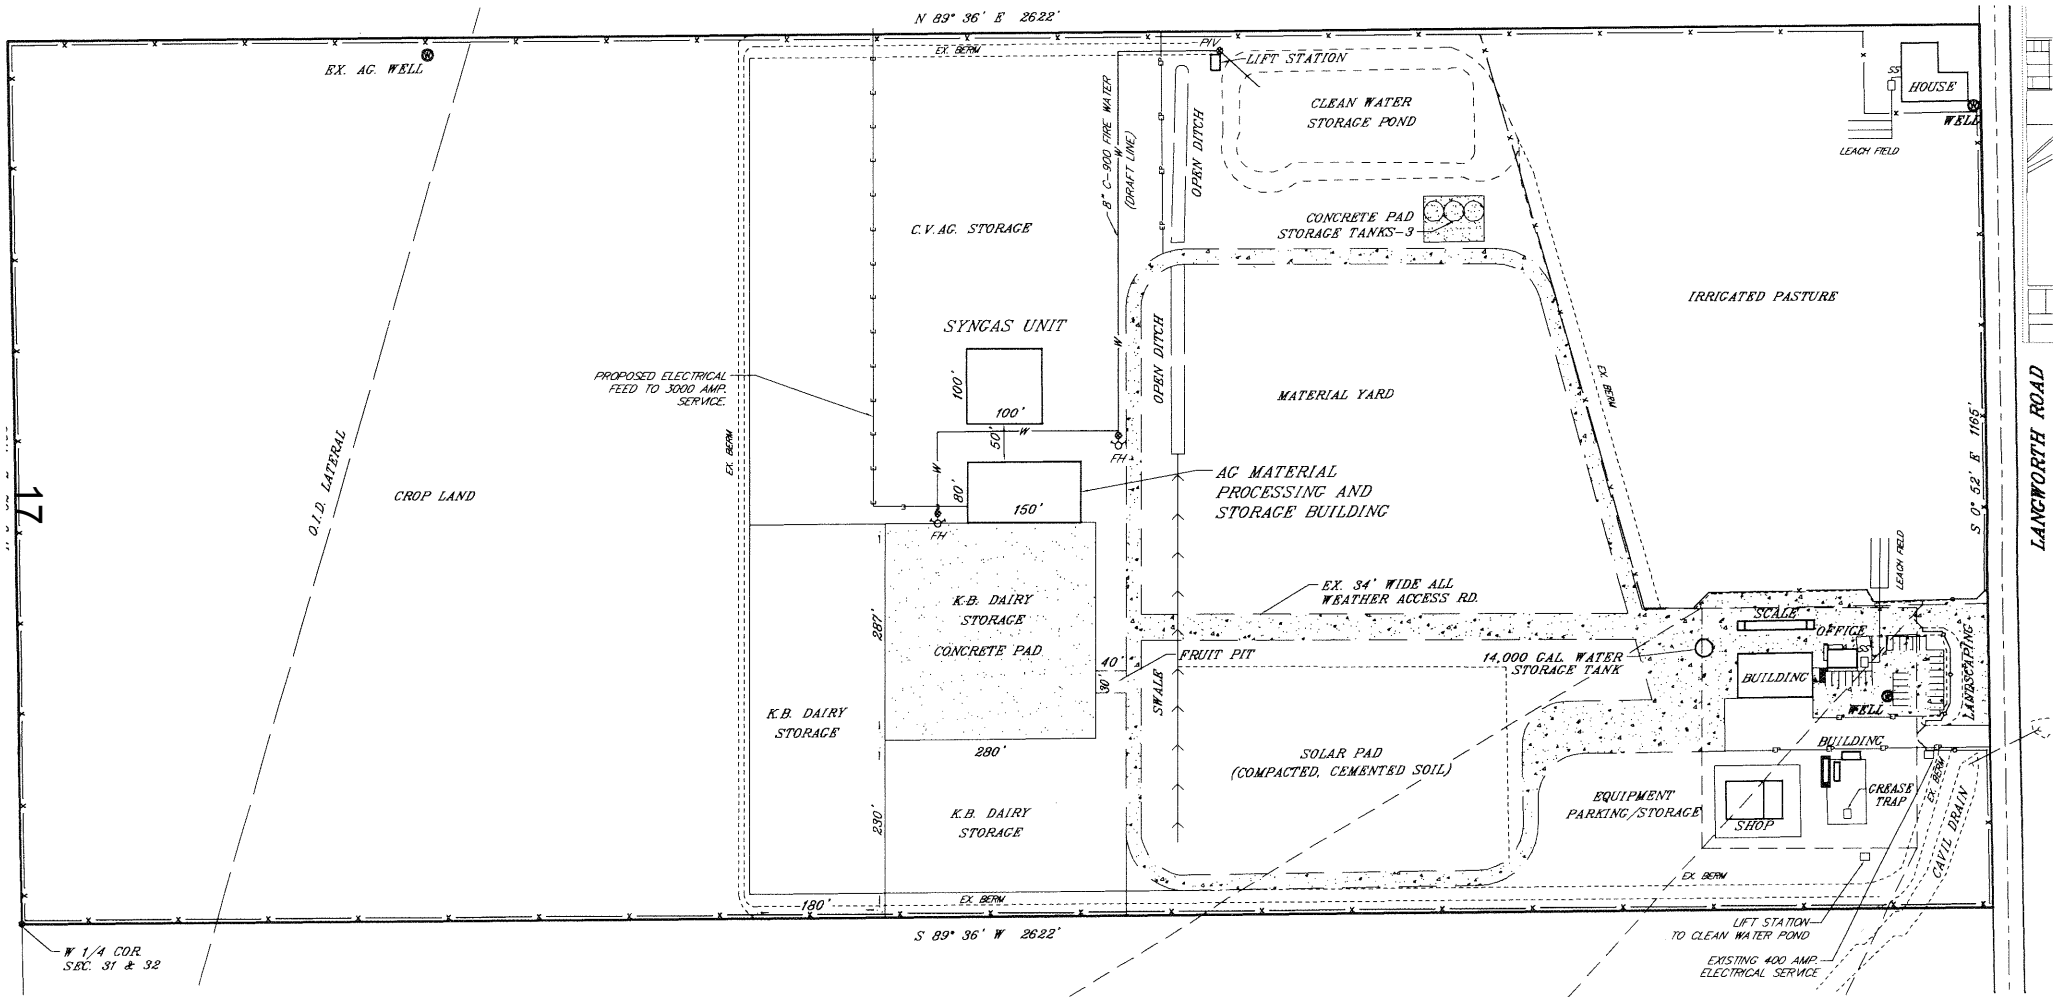 N 89° 36' E 2622'
EX. AG. WELL
EX. BERM
PIV
LIFT STATION
CLEAN WATER
STORAGE POND
8" C-900 FIRE WATER
(DRAFT LINE)
W
OPEN DITCH
SS
HOUSE
WELL
LEACH FIELD
C.V.AG. STORAGE
CONCRETE PAD
STORAGE TANKS-3
IRRIGATED PASTURE
SYNGAS UNIT
100'
100'
50'
W
W
W
FH
OPEN DITCH
MATERIAL YARD
EX. BERM
PROPOSED ELECTRICAL
FEED TO 3000 AMP.
SERVICE.
EX. BERM
O.I.D. LATERAL
CROP LAND
17
80'
150'
FH
AG MATERIAL
PROCESSING AND
STORAGE BUILDING
S 0° 52' E 1165'
LANGWORTH ROAD
LEACH FIELD
EX. 34' WIDE ALL
WEATHER ACCESS RD.
K.B. DAIRY
STORAGE
CONCRETE PAD
287'
280'
40'
30'
FRUIT PIT
SWALE
14,000 GAL. WATER
STORAGE TANK
SCALE
OFFICE
SS
BUILDING
WELL
LANDSCAPING
BUILDING
K.B. DAIRY
STORAGE
K.B. DAIRY
STORAGE
230'
180'
SOLAR PAD
(COMPACTED, CEMENTED SOIL)
EQUIPMENT
PARKING/STORAGE
SHOP
GREASE
TRAP
EX. BERM
CAVIL DRAIN
EX. BERM
EX. BERM
S 89° 36' W 2622'
W 1/4 COR.
SEC. 31 & 32
LIFT STATION
TO CLEAN WATER POND
EXISTING 400 AMP.
ELECTRICAL SERVICE